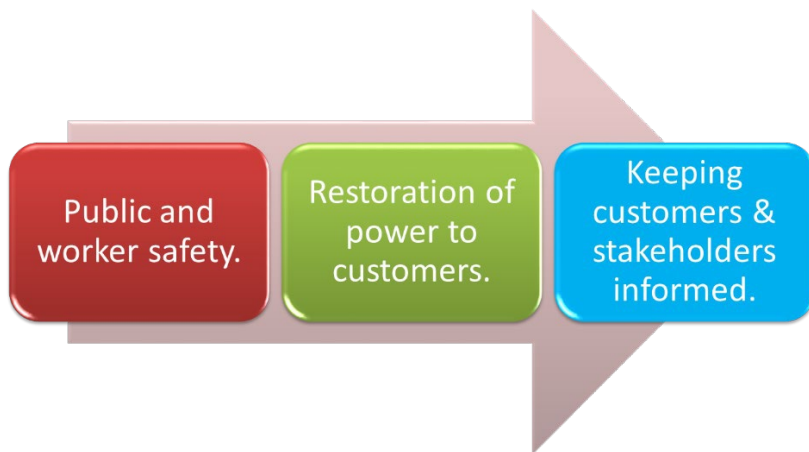 Public and
worker safety.
Restoration of
power to
customers.
Keeping
customers &
stakeholders
informed.